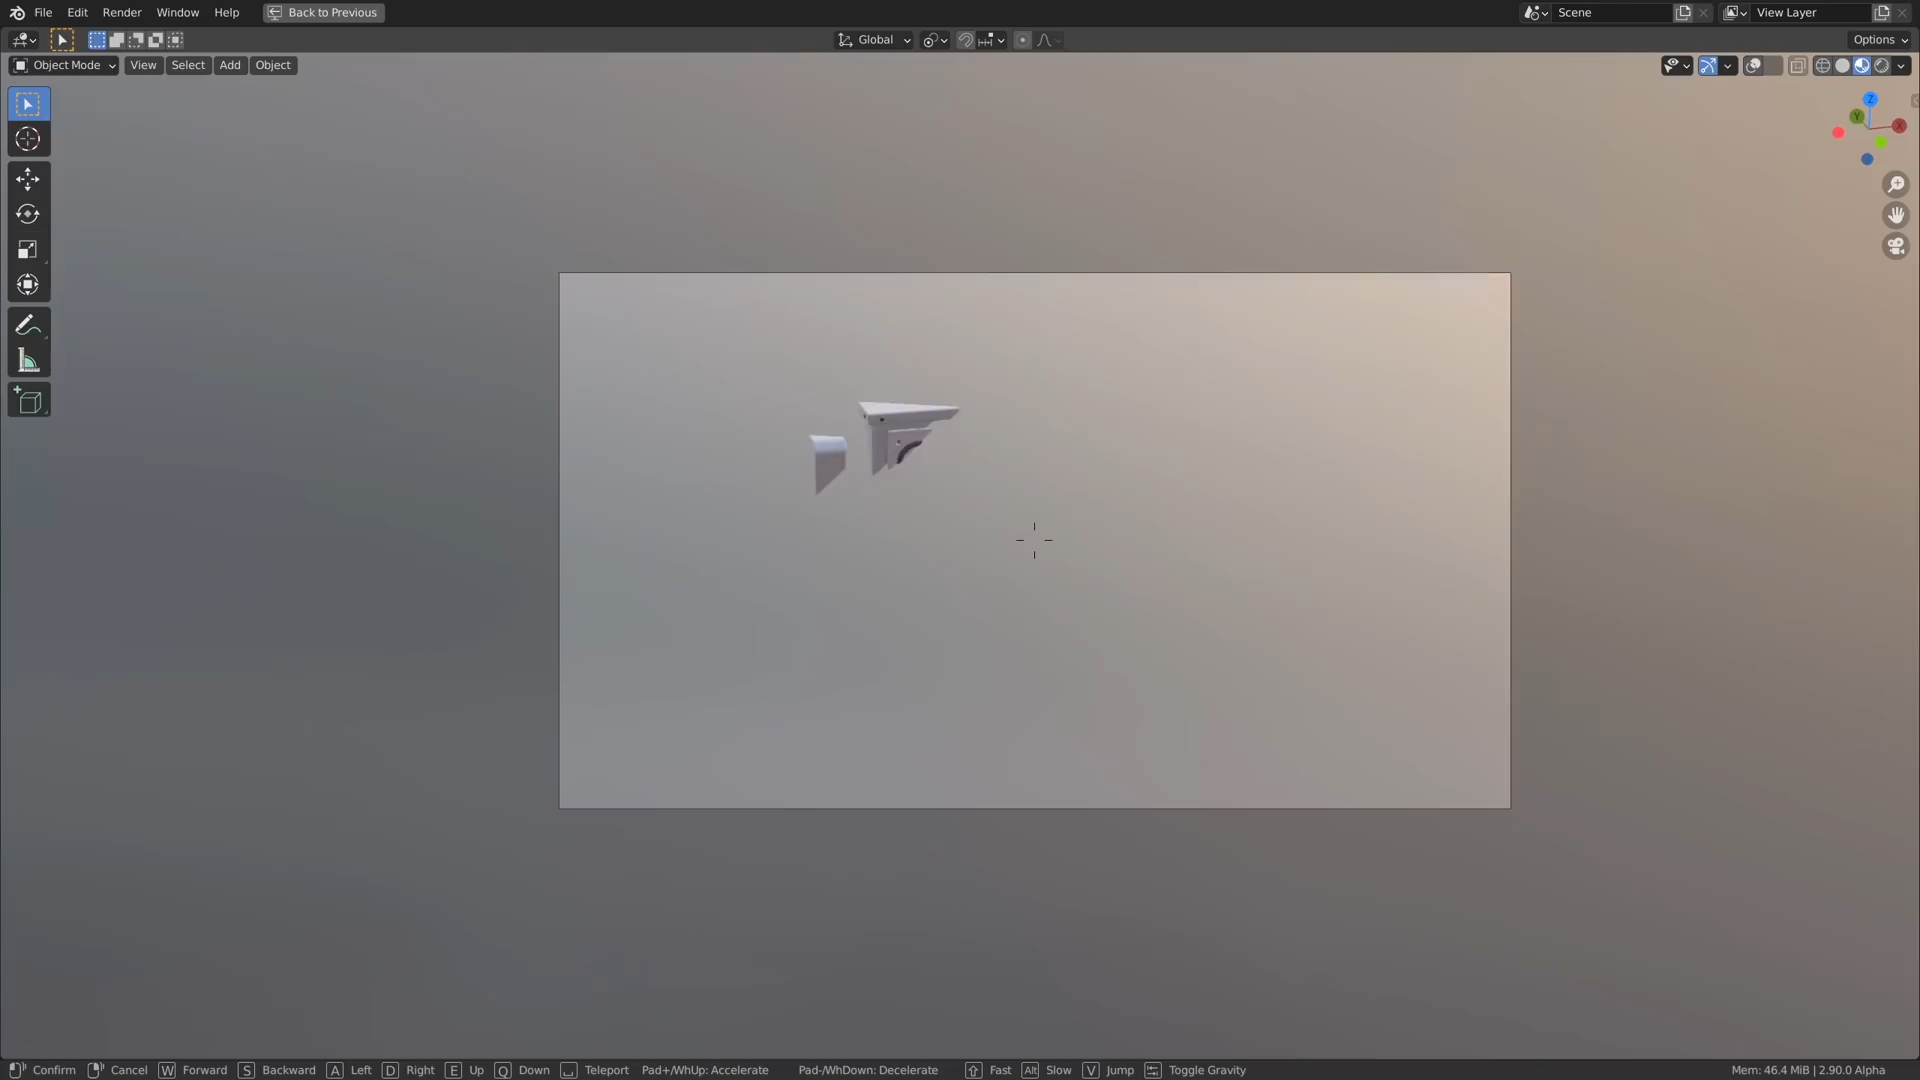 File Edit Render Window Help Back to Previous Scene View Layer
Global Options
Object Mode View Select Add Object
Z
Y
X
Confirm Cancel W Forward S Backward A Left D Right E Up Q Down Teleport Pad+/WhUp: Accelerate Pad-/WhDown: Decelerate Fast Alt Slow V Jump Toggle Gravity Mem: 46.4 MiB | 2.90.0 Alpha